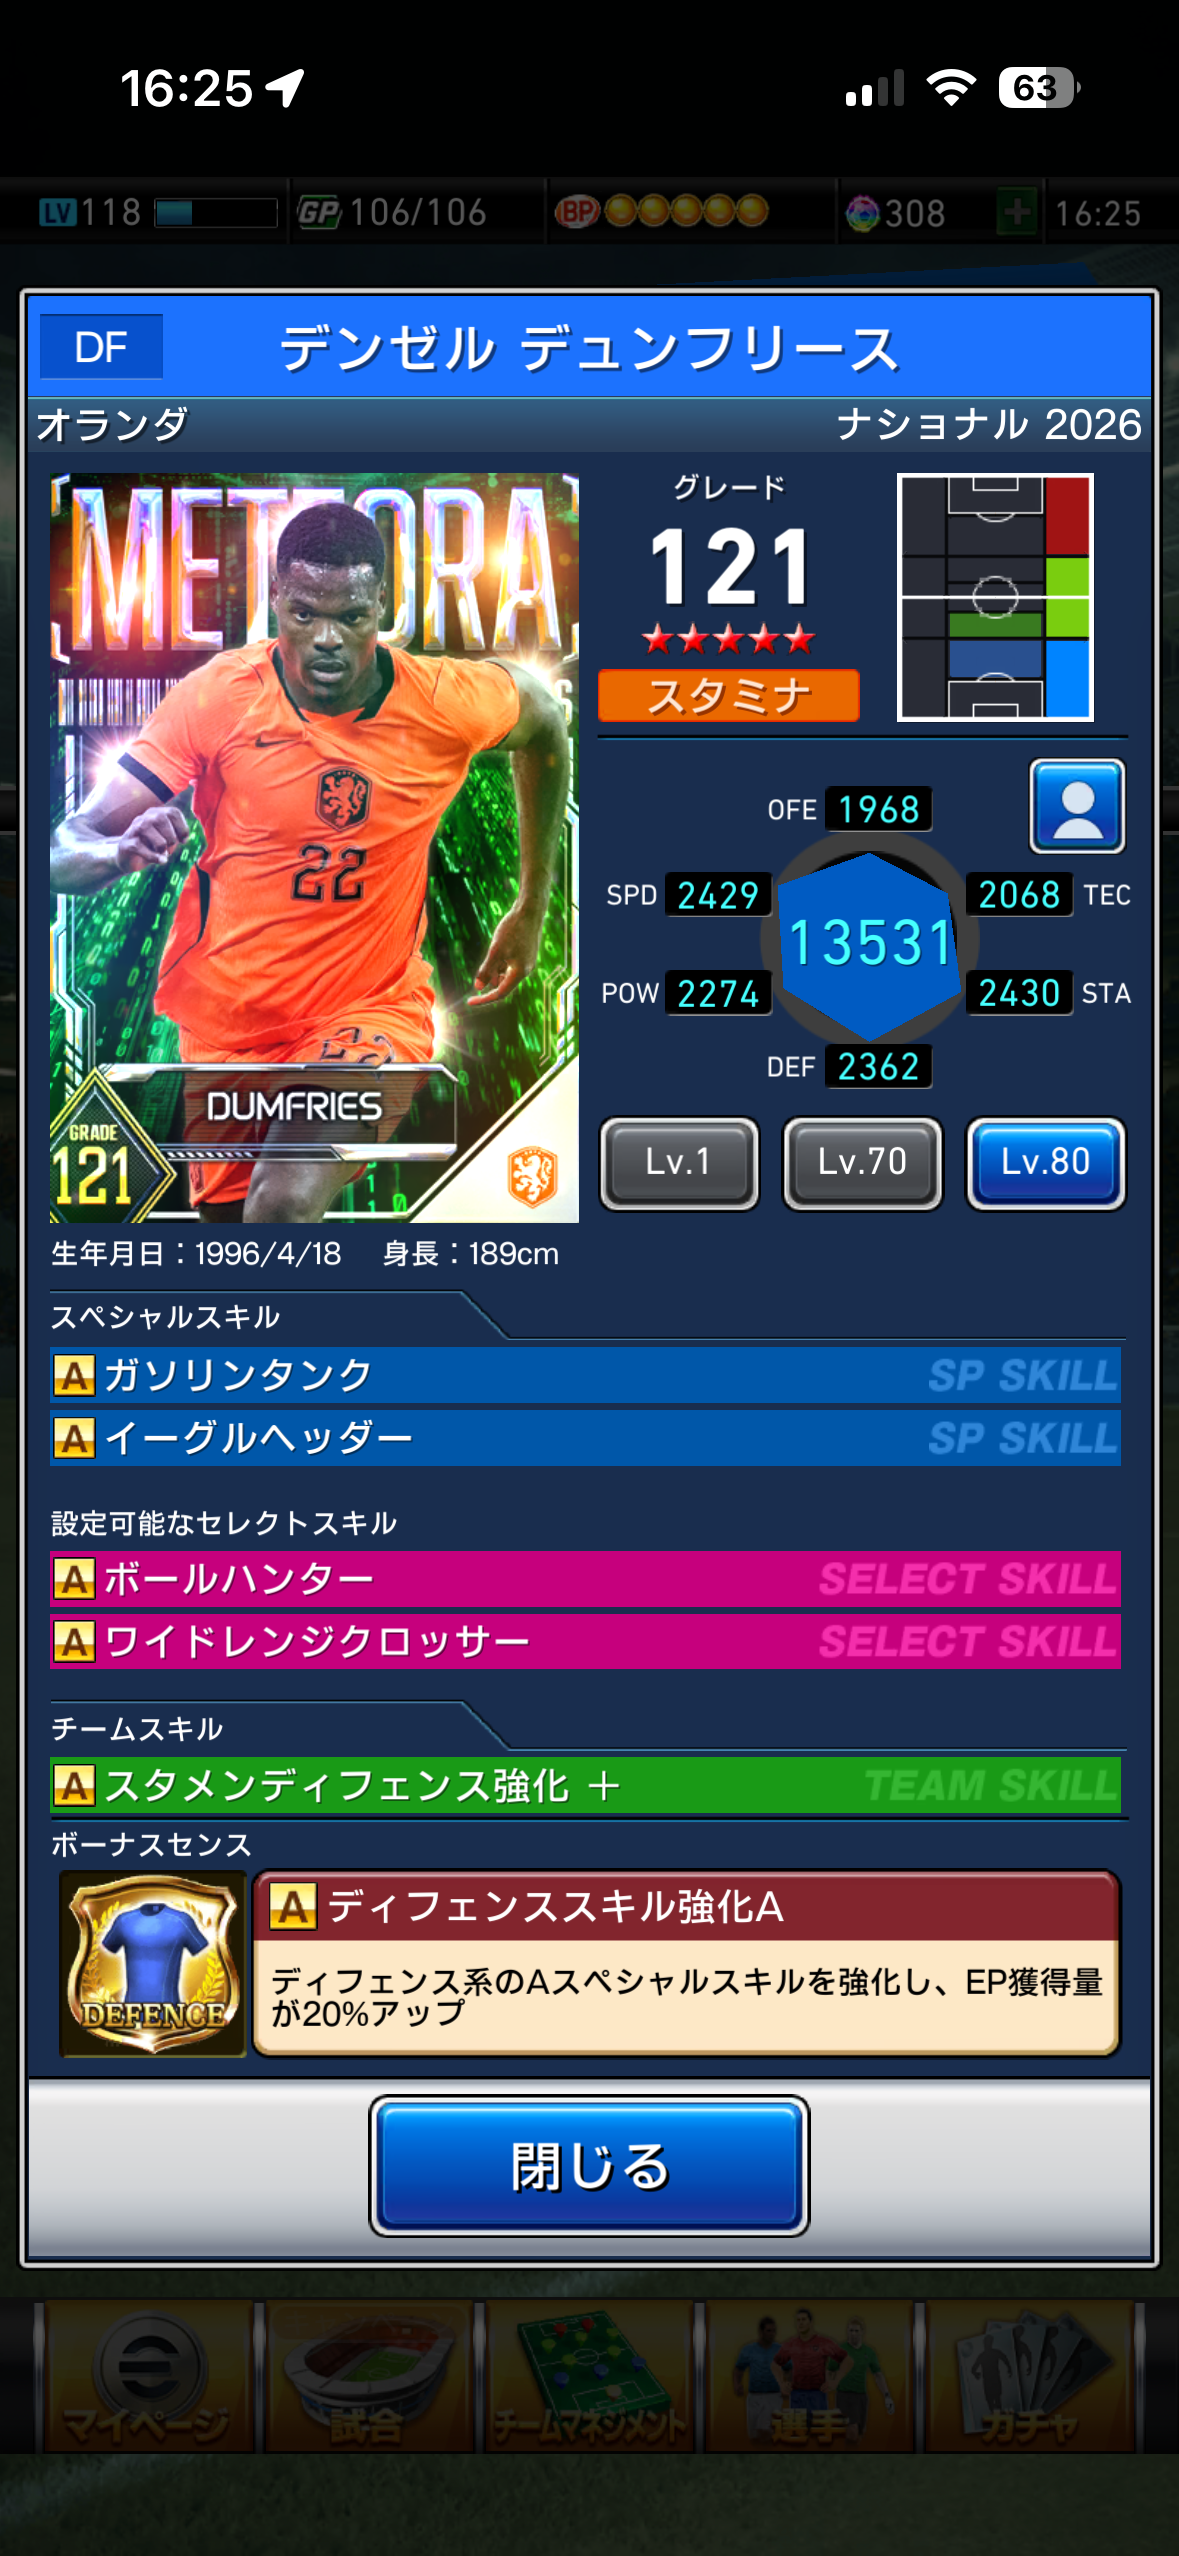 16:25
63
LV 118
GP 106/106
BP
308
16:25
DF
デンゼル デュンフリース
オランダ
ナショナル 2026
METEORA
22
22
DUMFRIES
GRADE
121
グレード
121
スタミナ
OFE 1968
SPD 2429
2068 TEC
13531
POW 2274
2430 STA
DEF 2362
Lv.1
Lv.70
Lv.80
生年月日：1996/4/18 身長：189cm
スペシャルスキル
A ガソリンタンク SP SKILL
A イーグルヘッダー SP SKILL
設定可能なセレクトスキル
A ボールハンター SELECT SKILL
A ワイドレンジクロッサー SELECT SKILL
チームスキル
A スタメンディフェンス強化 ＋ TEAM SKILL
ボーナスセンス
DEFENCE
A ディフェンススキル強化A
ディフェンス系のAスペシャルスキルを強化し、EP獲得量
が20%アップ
閉じる
マイページ
試合
チームマネジメント
選手
ガチャ